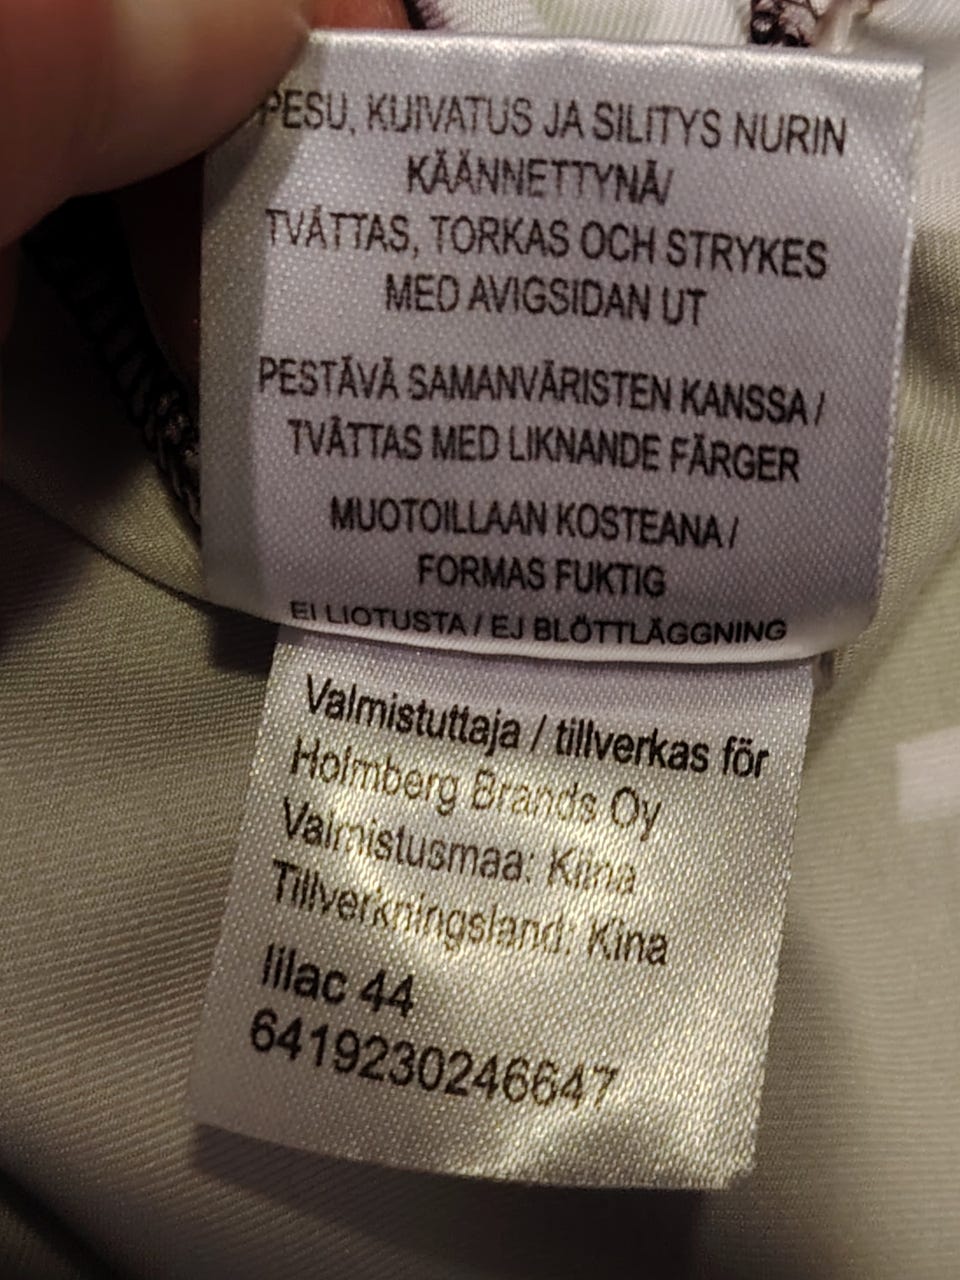 PESU, KUIVATUS JA SILITYS NURIN
KÄÄNNETTYNÄ/
TVÄTTAS, TORKAS OCH STRYKES
MED AVIGSIDAN UT
PESTÄVÄ SAMANVÄRISTEN KANSSA /
TVÄTTAS MED LIKNANDE FÄRGER
MUOTOILLAAN KOSTEANA /
FORMAS FUKTIG
EI LIOTUSTA / EJ BLÖTTLÄGGNING
Valmistuttaja / tillverkas för
Holmberg Brands Oy
Valmistusmaa: Kiina
Tillverkningsland: Kina
lilac 44
6419230246647